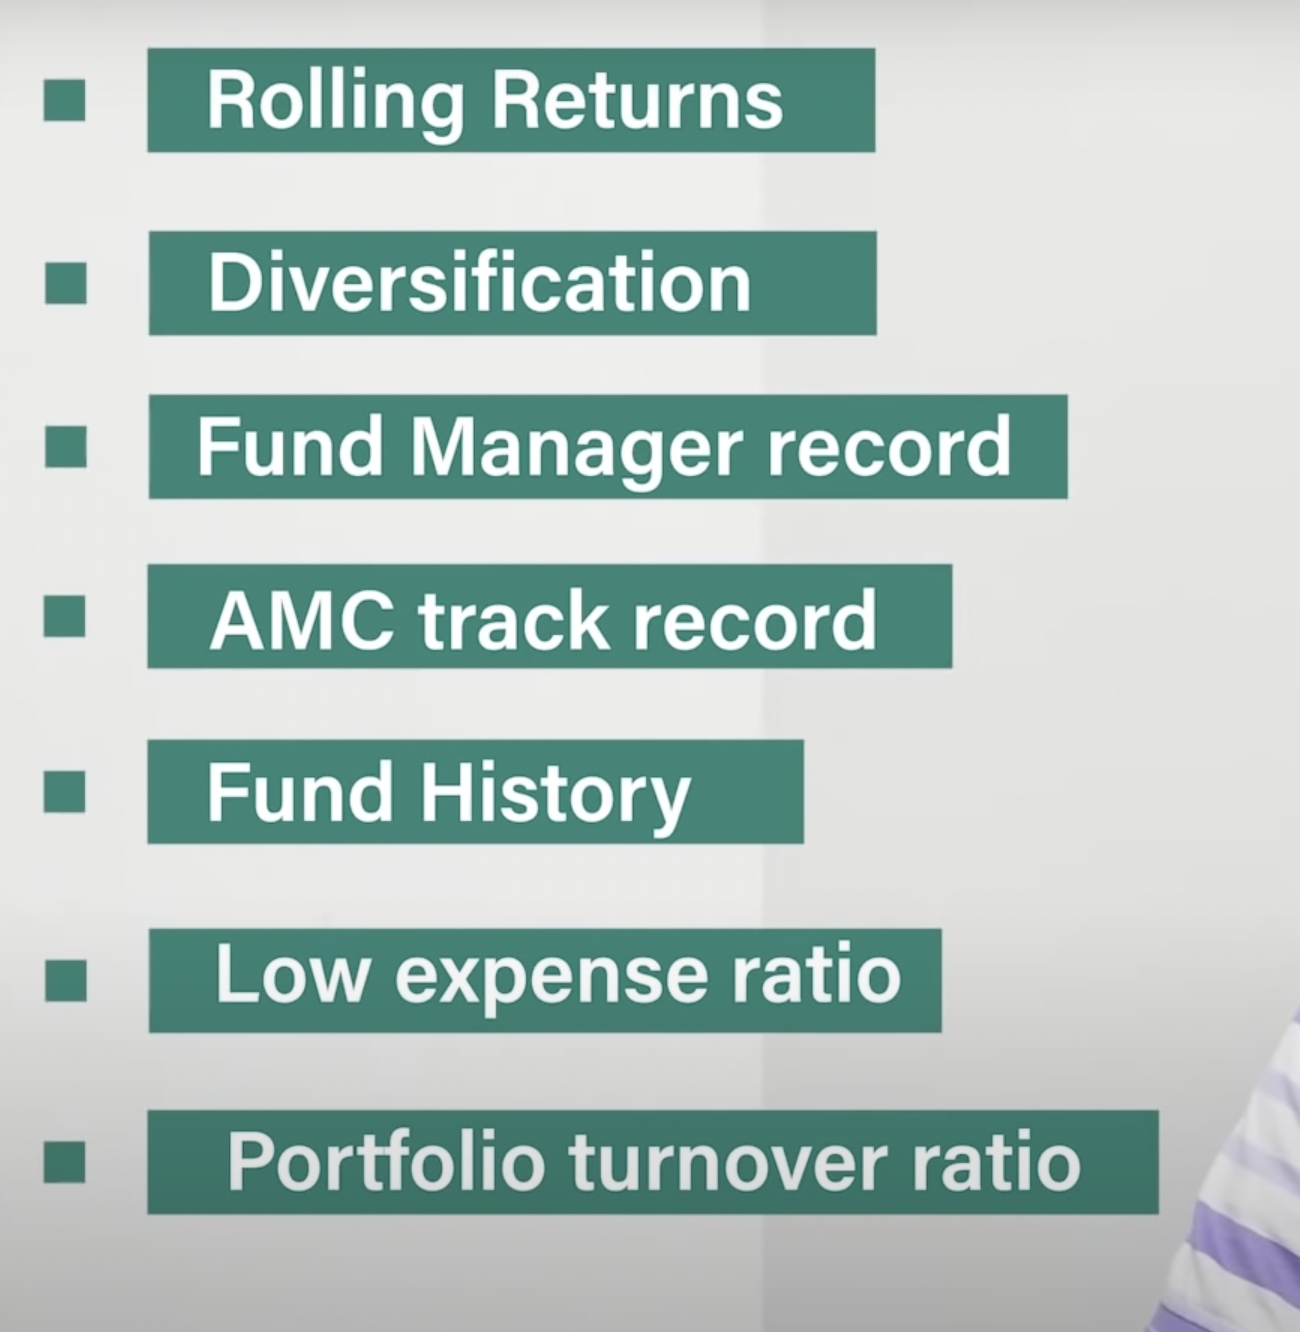 Rolling Returns
Diversification
Fund Manager record
AMC track record
Fund History
Low expense ratio
Portfolio turnover ratio